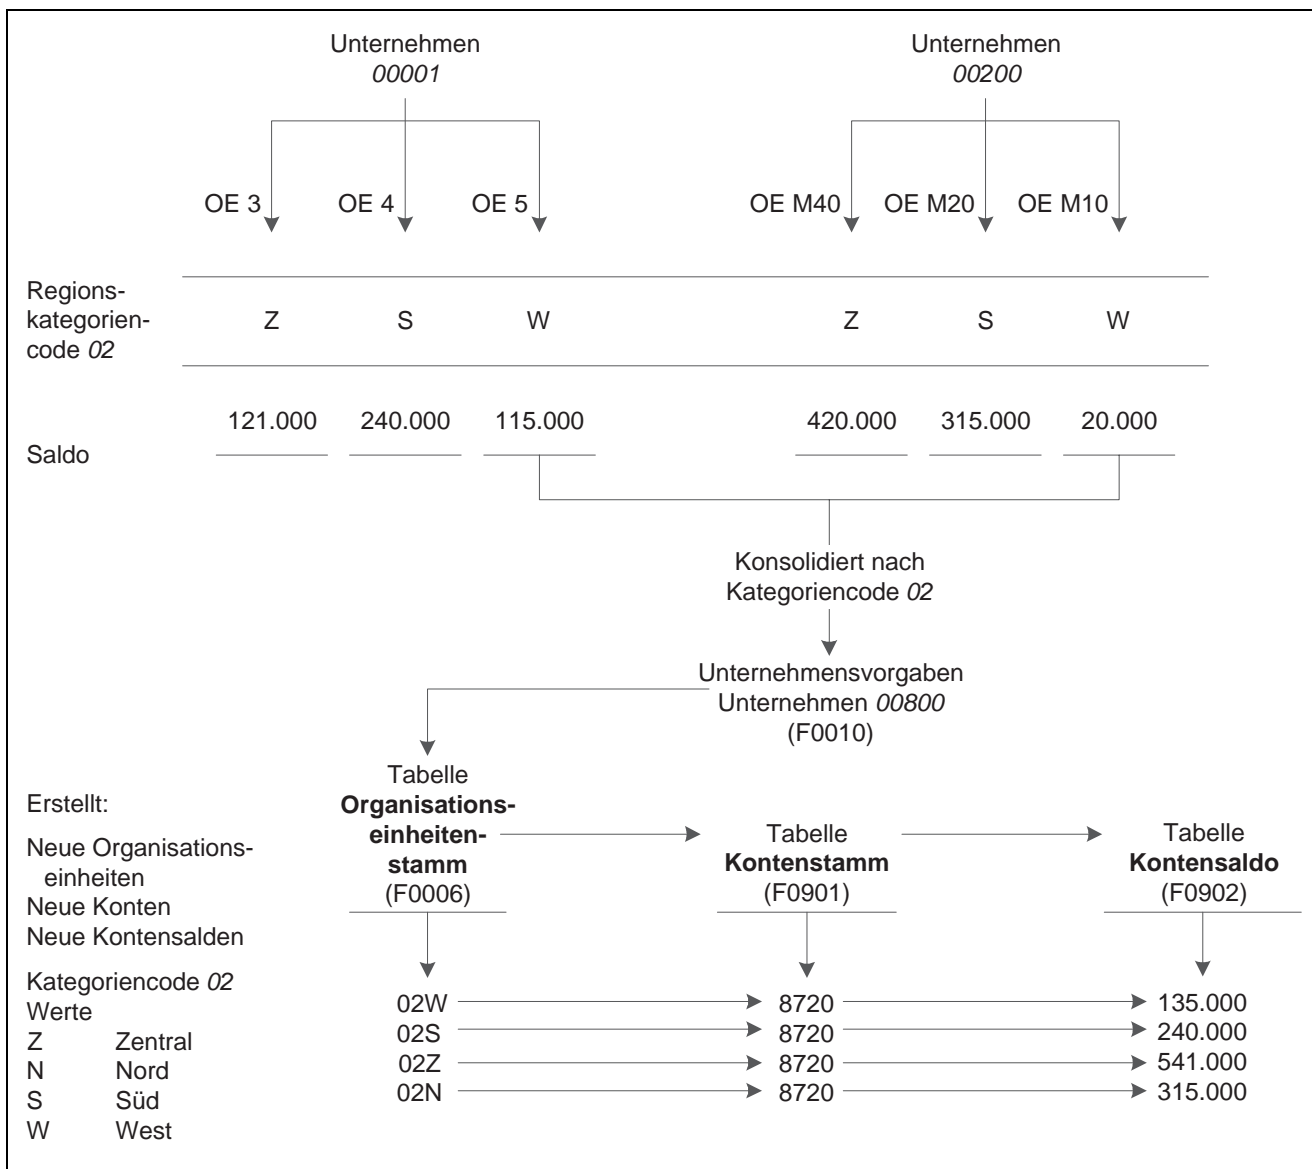 Unternehmen
00001
Unternehmen
00200
OE 3
OE 4
OE 5
OE M40
OE M20
OE M10
Regions-
kategorien-
code 02
Z
S
W
Z
S
W
Saldo
121.000
240.000
115.000
420.000
315.000
20.000
Konsolidiert nach
Kategoriencode 02
Unternehmensvorgaben
Unternehmen 00800
(F0010)
Erstellt:
Neue Organisations-
einheiten
Neue Konten
Neue Kontensalden
Tabelle
Organisations-
einheiten-
stamm
(F0006)
Tabelle
Kontenstamm
(F0901)
Tabelle
Kontensaldo
(F0902)
Kategoriencode 02
Werte
Z Zentral
N Nord
S Süd
W West
02W 8720 135.000
02S 8720 240.000
02Z 8720 541.000
02N 8720 315.000